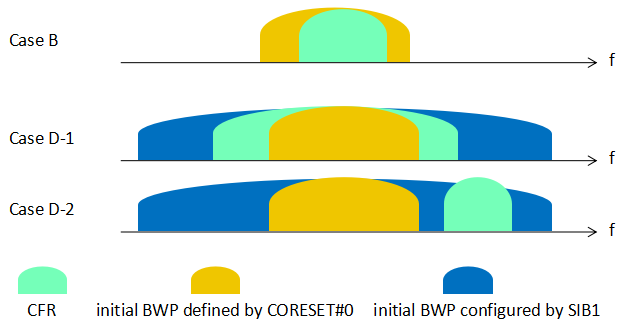 Case B
f
Case D-1
f
Case D-2
f
CFR
initial BWP defined by CORESET#0
initial BWP configured by SIB1